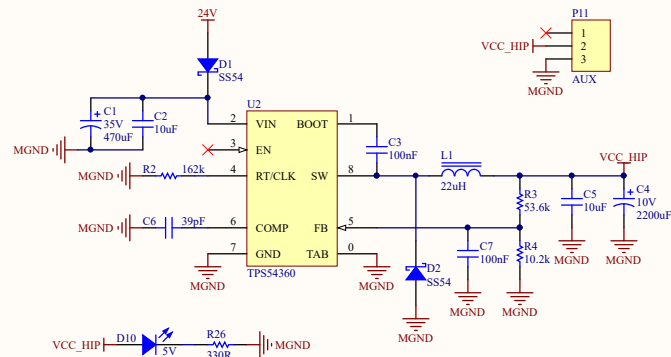 24V
P11
1
2
3
VCC_HIP
AUX
MGND
D1
SS54
U2
C1
35V
470uF
C2
10uF
MGND
2
VIN
BOOT
1
3
EN
C3
100nF
L1
22uH
VCC_HIP
MGND
R2
162k
4
RT/CLK
SW
8
R3
53.6k
C5
10uF
C4
10V
2200uF
MGND
C6
39pF
6
COMP
FB
5
7
GND
TAB
0
TPS54360
MGND
MGND
D2
SS54
MGND
C7
100nF
MGND
R4
10.2k
MGND
MGND
MGND
VCC_HIP
D10
5V
R26
330R
MGND